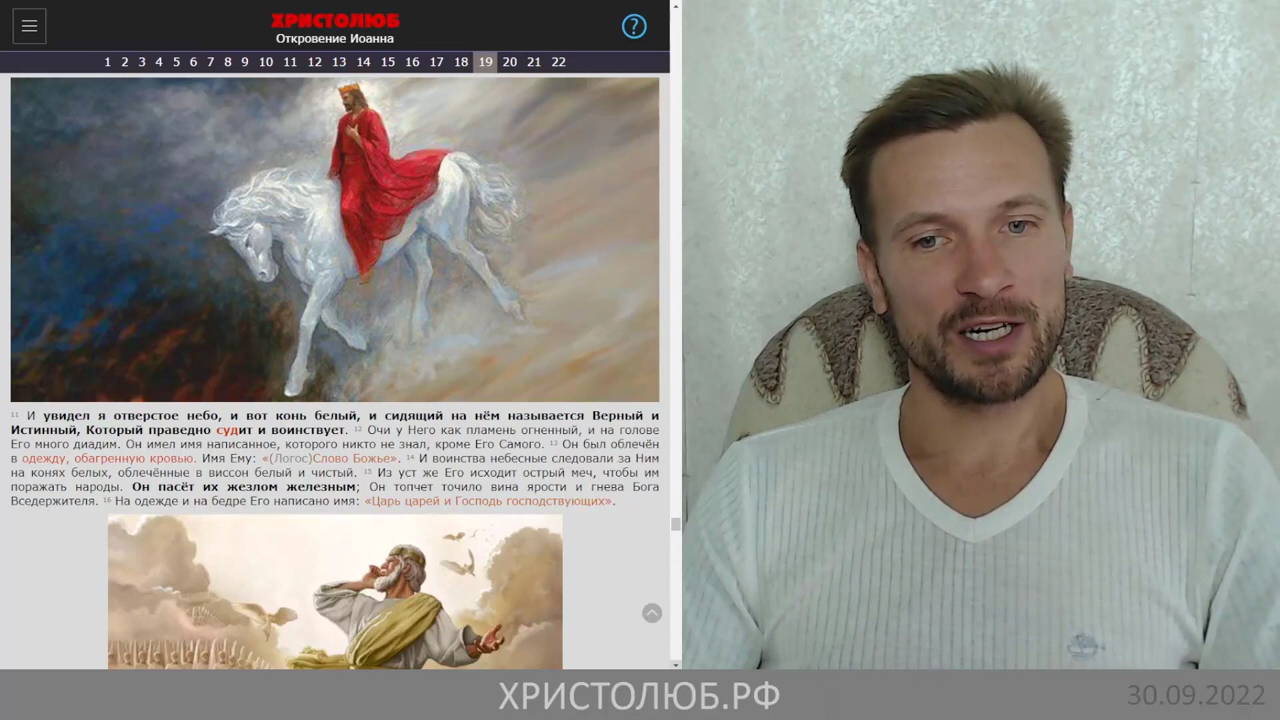 ХРИСТОЛЮБ
Откровение Иоанна
?
1 2 3 4 5 6 7 8 9 10 11 12 13 14 15 16 17 18 19 20 21 22
11 И увидел я отверстое небо, и вот конь белый, и сидящий на нём называется Верный и
Истинный, Который праведно судит и воинствует. 12 Очи у Него как пламень огненный, и на голове
Его много диадим. Он имел имя написанное, которого никто не знал, кроме Его Самого. 13 Он был облечён
в одежду, обагренную кровью. Имя Ему: «(Логос)Слово Божье». 14 И воинства небесные следовали за Ним
на конях белых, облечённые в виссон белый и чистый. 15 Из уст же Его исходит острый меч, чтобы им
поражать народы. Он пасёт их жезлом железным; Он топчет точило вина ярости и гнева Бога
Вседержителя. 16 На одежде и на бедре Его написано имя: «Царь царей и Господь господствующих».
ХРИСТОЛЮБ.РФ
30.09.2022